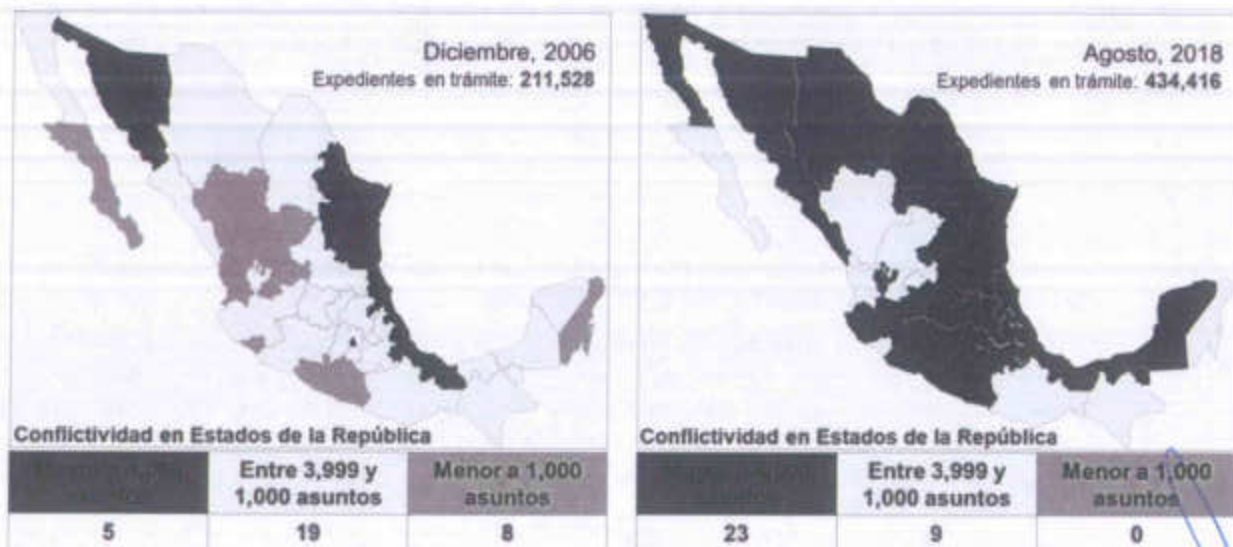 Diciembre, 2006
Expedientes en trámite: 211,528
Conflictividad en Estados de la República
asuntos
Entre 3,999 y
1,000 asuntos
Menor a 1,000
asuntos
5
19
8
Agosto, 2018
Expedientes en trámite: 434,416
Conflictividad en Estados de la República
asuntos
Entre 3,999 y
1,000 asuntos
Menor a 1,000
asuntos
23
9
0